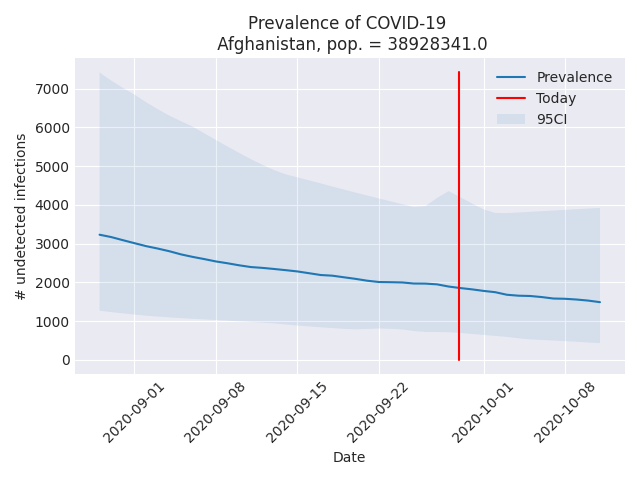 Prevalence of COVID-19
Afghanistan, pop. = 38928341.0
Prevalence
Today
95CI
# undetected infections
7000
6000
5000
4000
3000
2000
1000
0
2020-09-01
2020-09-08
2020-09-15
2020-09-22
2020-10-01
2020-10-08
Date